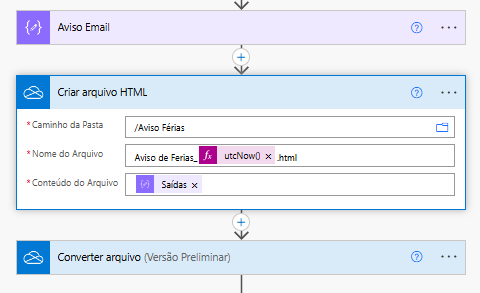 Aviso Email
Criar arquivo HTML
* Caminho da Pasta /Aviso Férias
* Nome do Arquivo Aviso de Ferias_ fx utcNow() × .html
* Conteúdo do Arquivo Saídas ×
Converter arquivo (Versão Preliminar)